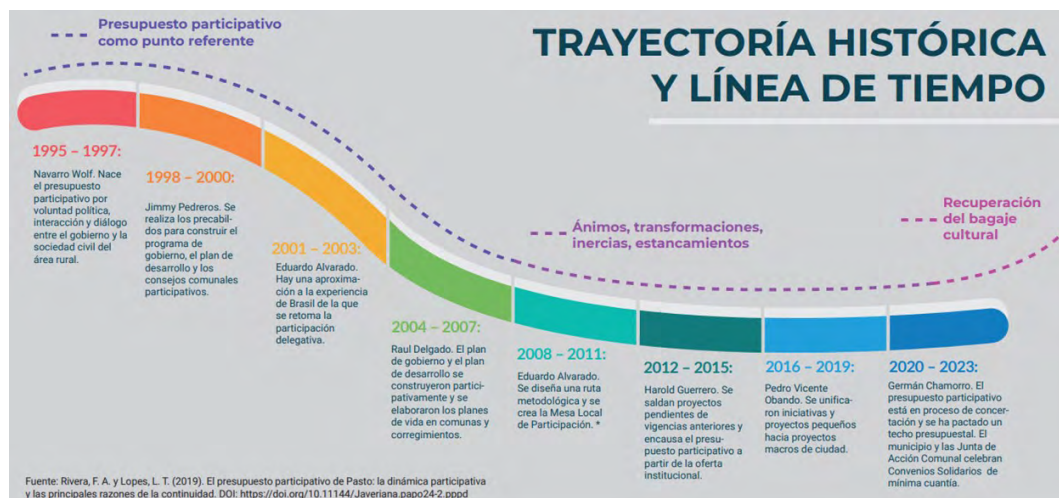 TRAYECTORÍA HISTÓRICA
Y LÍNEA DE TIEMPO
Presupuesto participativo
como punto referente
Ánimos, transformaciones,
inercias, estancamientos
Recuperación
del bagaje
cultural
1995 – 1997:
Navarro Wolf. Nace
el presupuesto
participativo por
voluntad política,
interacción y diálogo
entre el gobierno y la
sociedad civil del
área rural.
1998 – 2000:
Jimmy Pedreros. Se
realiza los precabil-
dos para construir el
programa de
gobierno, el plan de
desarrollo y los
consejos comunales
participativos.
2001 – 2003:
Eduardo Alvarado.
Hay una aproxima-
ción a la experiencia
de Brasil de la que
se retoma la
participación
delegativa.
2004 – 2007:
Raul Delgado. El plan
de gobierno y el plan
de desarrollo se
construyeron partici-
pativamente y se
elaboraron los planes
de vida en comunas y
corregimientos.
2008 – 2011:
Eduardo Alvarado.
Se diseña una ruta
metodológica y se
crea la Mesa Local
de Participación. *
2012 – 2015:
Harold Guerrero. Se
saldan proyectos
pendientes de
vigencias anteriores y
encausa el presu-
puesto participativo a
partir de la oferta
institucional.
2016 – 2019:
Pedro Vicente
Obando. Se unifica-
ron iniciativas y
proyectos pequeños
hacia proyectos
macros de ciudad.
2020 – 2023:
Germán Chamorro. El
presupuesto participativo
está en proceso de concer-
tación y se ha pactado un
techo presupuestal. El
municipio y las Junta de
Acción Comunal celebran
Convenios Solidarios de
mínima cuantía.
Fuente: Rivera, F. A. y Lopes, L. T. (2019). El presupuesto participativo de Pasto: la dinámica participativa
y las principales razones de la continuidad. DOI: https://doi.org/10.11144/Javeriana.papo24-2.pppd